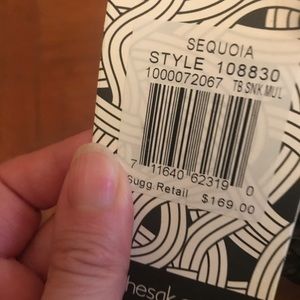 SEQUOIA
STYLE 108830
1000072067 TB SNK MUL
7 11640 62319 0
Sugg. Retail $169.00